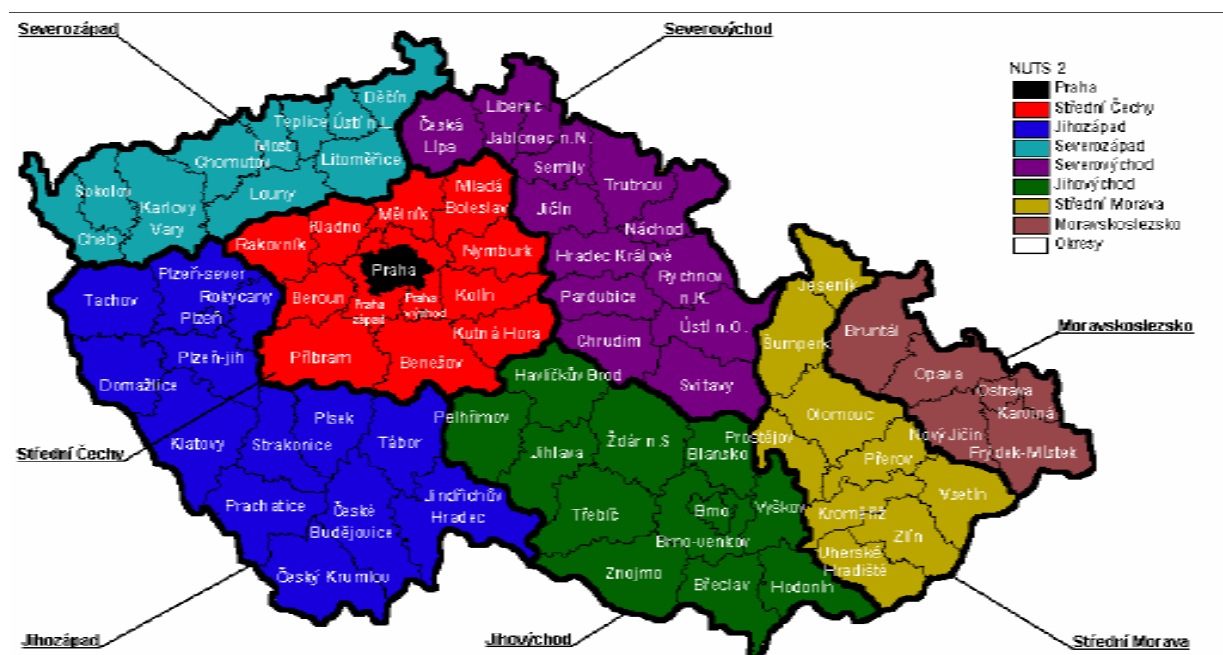 Severozápad
Severovýchod
NUTS 2
Praha
Střední Čechy
Jihozápad
Severozápad
Severovýchod
Jihovýchod
Střední Morava
Moravskoslezsko
Okresy
Děčín
Teplice
Ústí n.L.
Most
Chomutov
Litoměřice
Louny
Sokolov
Karlovy
Vary
Cheb
Liberec
Česká
Lípa
Jablonec n.N.
Semily
Trutnov
Jičín
Náchod
Hradec Králové
Rychnov
n.K.
Pardubice
Ústí n.O.
Chrudim
Svitavy
Mladá
Boleslav
Mělník
Kladno
Rakovník
Nymburk
Praha
Beroun
Praha
západ
Praha
východ
Kolín
Kutná Hora
Příbram
Benešov
Plzeň-sever
Tachov
Rokycany
Plzeň
Plzeň-jih
Domažlice
Klatovy
Písek
Strakonice
Tábor
Prachatice
České
Budějovice
Jindřichův
Hradec
Český Krumlov
Havlíčkův Brod
Pelhřimov
Jihlava
Žďár n.S
Blansko
Třebíč
Brno
Vyškov
Brno-venkov
Znojmo
Břeclav
Hodonín
Jeseník
Šumperk
Olomouc
Prostějov
Přerov
Kroměříž
Vsetín
Zlín
Uherské
Hradiště
Bruntál
Opava
Ostrava
Karviná
Nový Jičín
Frýdek-Místek
Moravskoslezsko
Střední Čechy
Jihozápad
Jihovýchod
Střední Morava